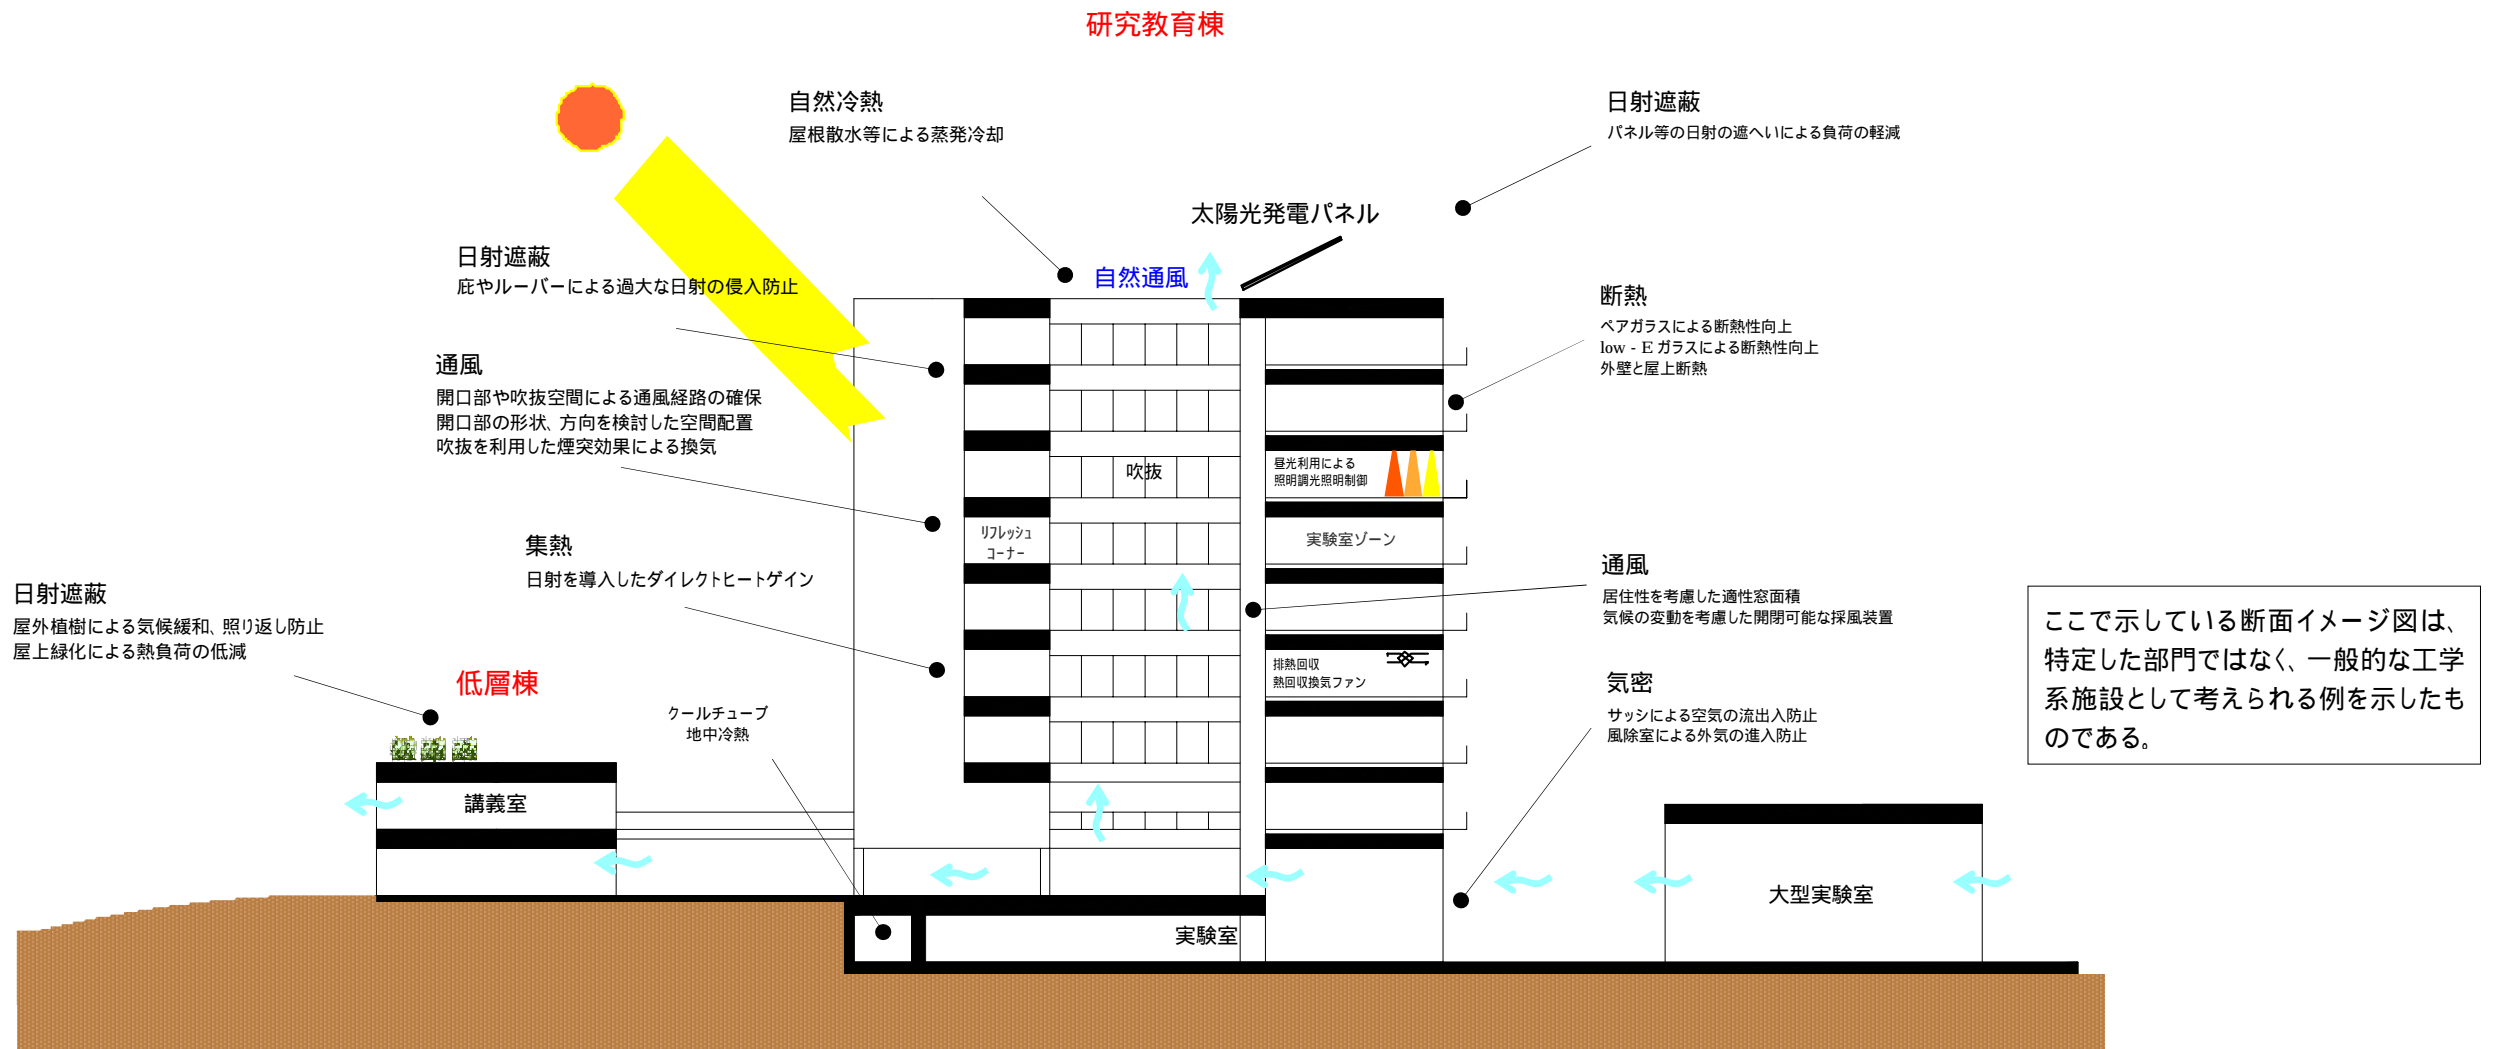 研究教育棟
自然冷熱
屋根散水等による蒸発冷却
日射遮蔽
パネル等の日射の遮へいによる負荷の軽減
太陽光発電パネル
日射遮蔽
庇やルーバーによる過大な日射の侵入防止
自然通風
断熱
ペアガラスによる断熱性向上
low - E ガラスによる断熱性向上
外壁と屋上断熱
通風
開口部や吹抜空間による通風経路の確保
開口部の形状、方向を検討した空間配置
吹抜を利用した煙突効果による換気
吹抜
昼光利用による
照明調光照明制御
リフレッシュ
コーナー
実験室ゾーン
集熱
日射を導入したダイレクトヒートゲイン
通風
居住性を考慮した適性窓面積
気候の変動を考慮した開閉可能な採風装置
日射遮蔽
屋外植樹による気候緩和、照り返し防止
屋上緑化による熱負荷の低減
ここで示している断面イメージ図は、
特定した部門ではなく、一般的な工学
系施設として考えられる例を示したも
のである。
低層棟
排熱回収
熱回収換気ファン
気密
サッシによる空気の流出入防止
風除室による外気の進入防止
クールチューブ
地中冷熱
講義室
大型実験室
実験室